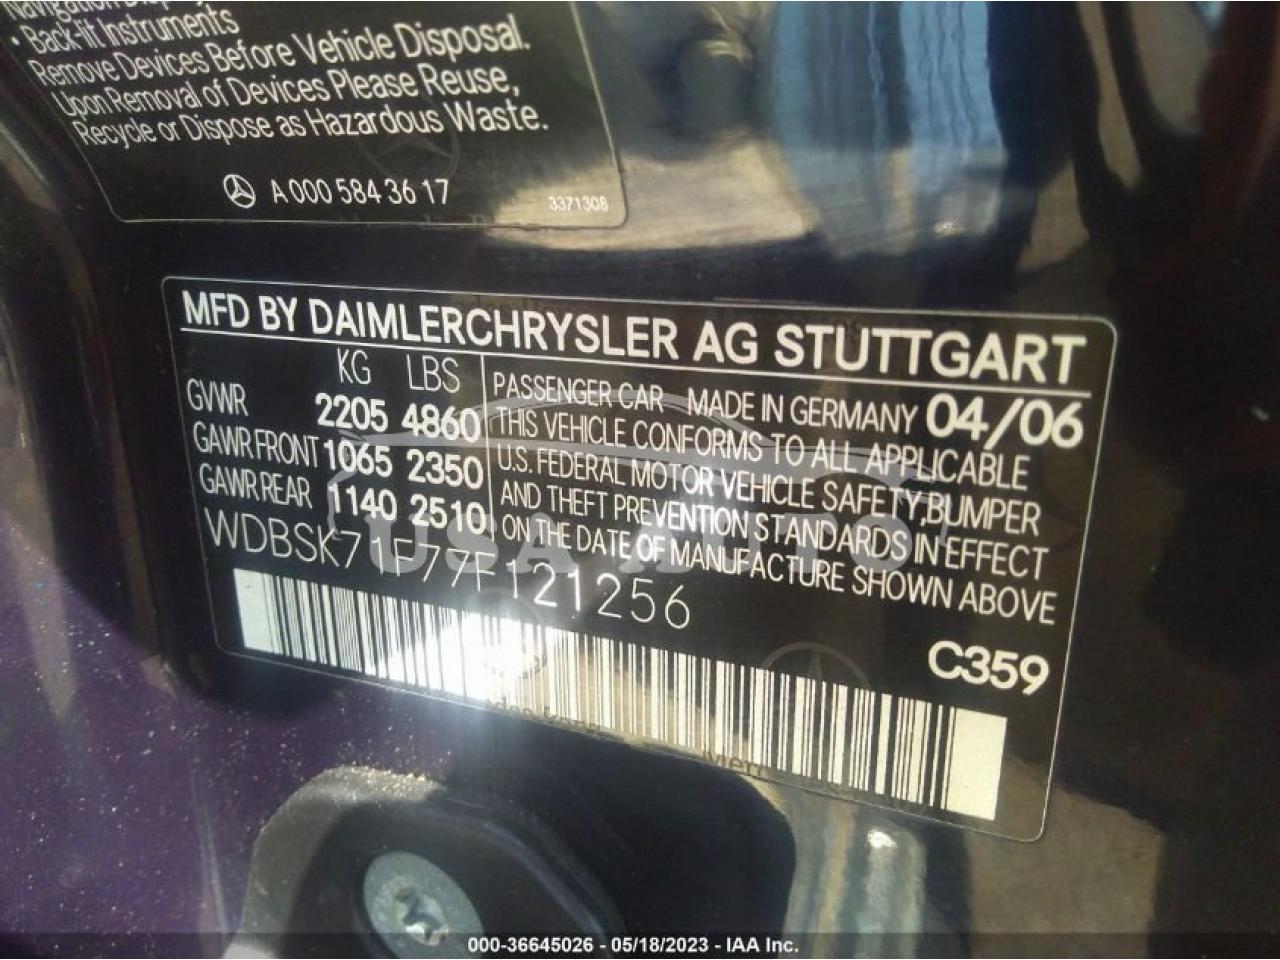 • Back-lit Instruments
Remove Devices Before Vehicle Disposal.
Upon Removal of Devices Please Reuse,
Recycle or Dispose as Hazardous Waste.
A 000 584 36 17
3371308
MFD BY DAIMLERCHRYSLER AG STUTTGART
KG LBS
GVWR 2205 4860
GAWR FRONT 1065 2350
GAWR REAR 1140 2510
PASSENGER CAR MADE IN GERMANY 04/06
THIS VEHICLE CONFORMS TO ALL APPLICABLE
U.S. FEDERAL MOTOR VEHICLE SAFETY, BUMPER
AND THEFT PREVENTION STANDARDS IN EFFECT
ON THE DATE OF MANUFACTURE SHOWN ABOVE
WDBSK71F77F121256
C359
USA AUTO
000-36645026 - 05/18/2023 - IAA Inc.